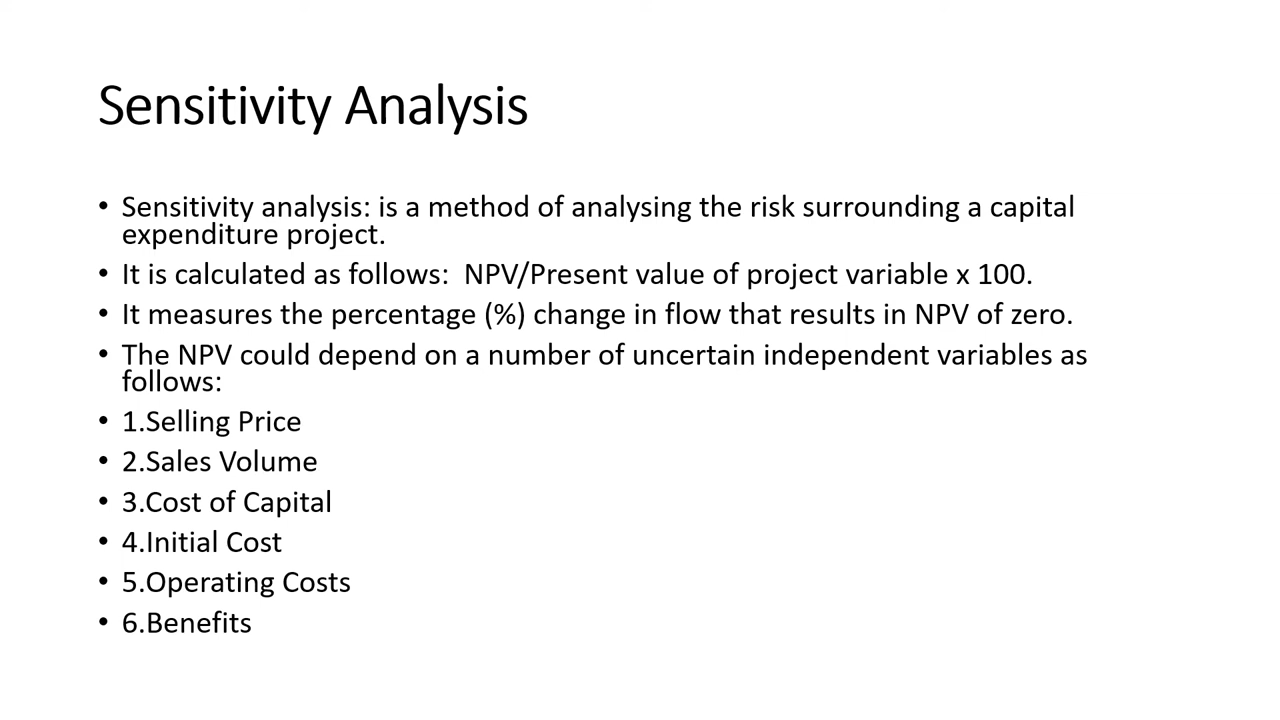 Sensitivity Analysis
• Sensitivity analysis: is a method of analysing the risk surrounding a capital
expenditure project.
• It is calculated as follows:  NPV/Present value of project variable x 100.
• It measures the percentage (%) change in flow that results in NPV of zero.
• The NPV could depend on a number of uncertain independent variables as
follows:
• 1.Selling Price
• 2.Sales Volume
• 3.Cost of Capital
• 4.Initial Cost
• 5.Operating Costs
• 6.Benefits